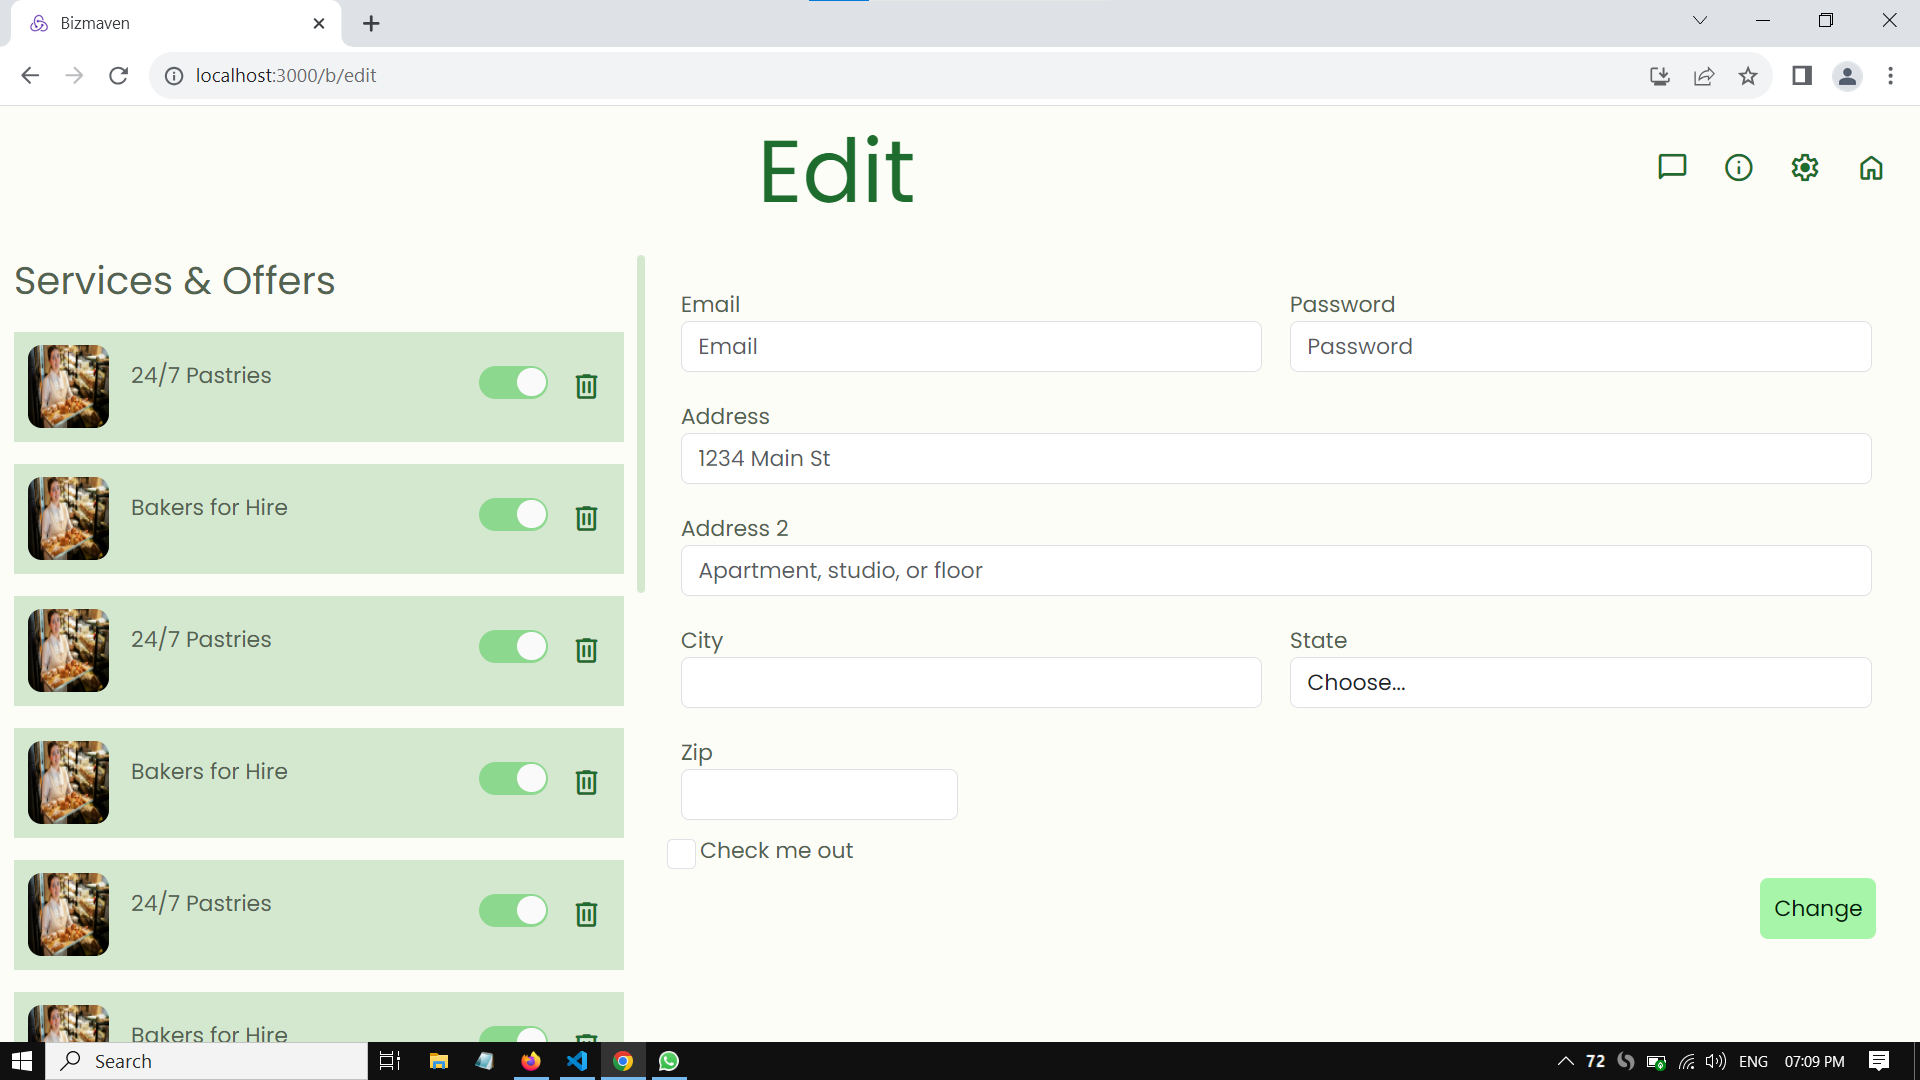 Bizmaven
localhost:3000/b/edit
Edit
Services & Offers
24/7 Pastries
Bakers for Hire
24/7 Pastries
Bakers for Hire
24/7 Pastries
Bakers for Hire
Email
Password
Email
Password
Address
1234 Main St
Address 2
Apartment, studio, or floor
City
State
Choose...
Zip
Check me out
Change
Search
72
ENG
07:09 PM